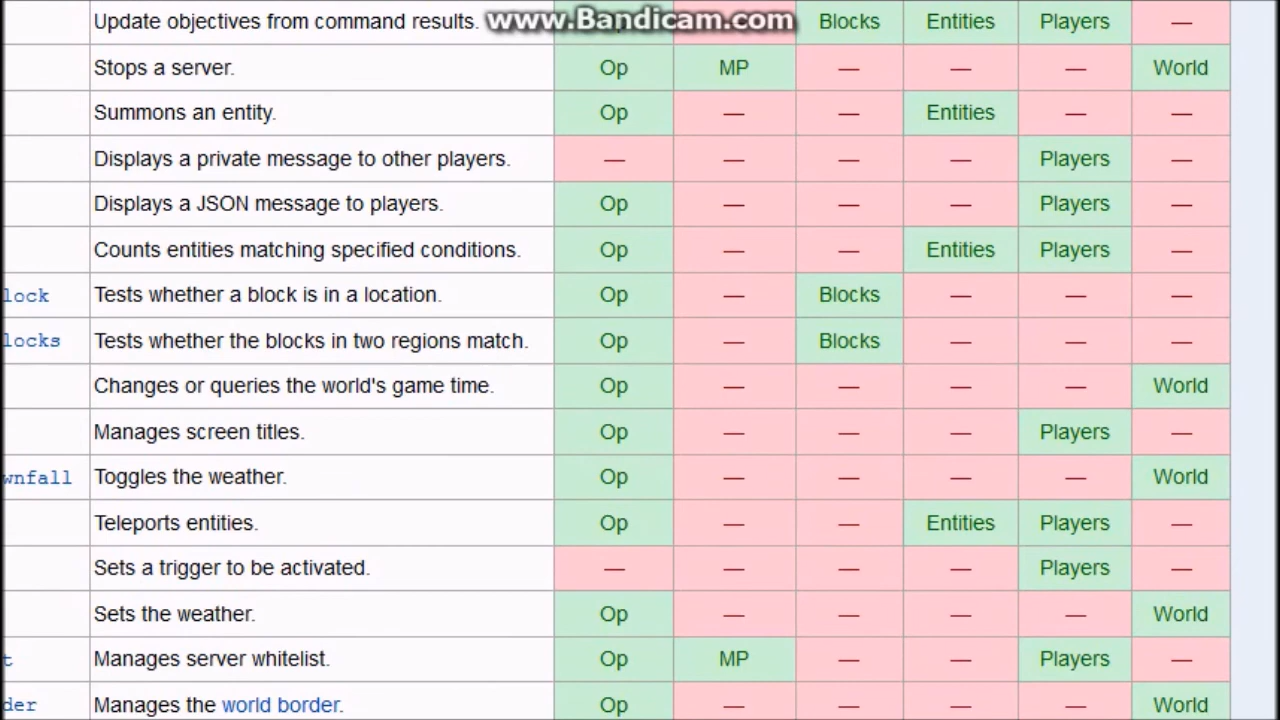 www.Bandicam.com
Update objectives from command results. Blocks Entities Players —
Stops a server. Op MP — — — World
Summons an entity. Op — — Entities — —
Displays a private message to other players. — — — — Players —
Displays a JSON message to players. Op — — — Players —
Counts entities matching specified conditions. Op — — Entities Players —
lock Tests whether a block is in a location. Op — Blocks — — —
locks Tests whether the blocks in two regions match. Op — Blocks — — —
Changes or queries the world's game time. Op — — — — World
Manages screen titles. Op — — — Players —
wnfall Toggles the weather. Op — — — — World
Teleports entities. Op — — Entities Players —
Sets a trigger to be activated. — — — — Players —
Sets the weather. Op — — — — World
t Manages server whitelist. Op MP — — Players —
der Manages the world border. Op — — — — World